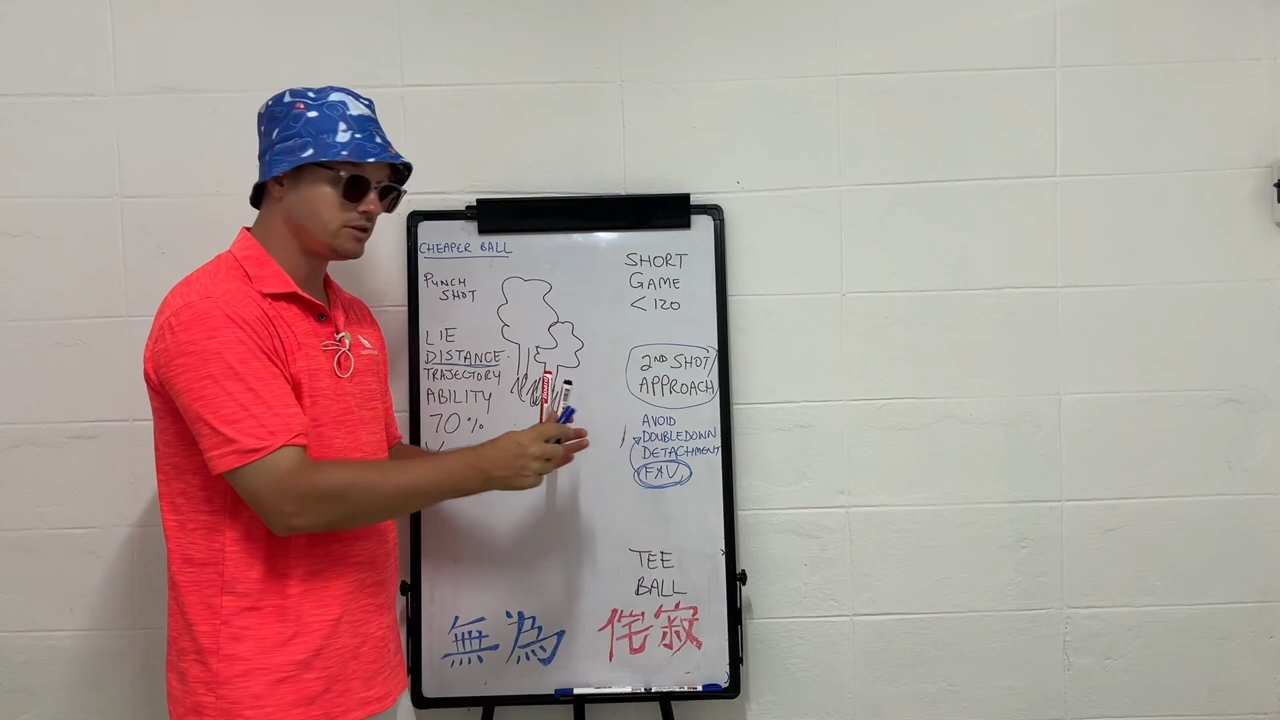 CHEAPER BALL
PUNCH
SHOT
LIE
DISTANCE
TRAJECTORY
ABILITY
70%
SHORT
GAME
<120
2ND SHOT/
APPROACH
AVOID
DOUBLEDOWN
DETACHMENT
TEE
BALL
無為
侘寂